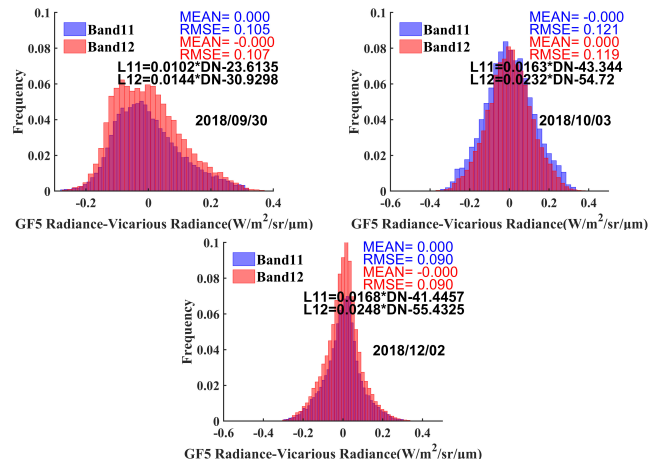 0.1
0.08
0.06
0.04
0.02
0
Frequency
Band11
Band12
MEAN= 0.000
RMSE= 0.105
MEAN= -0.000
RMSE= 0.107
L11=0.0102*DN-23.6135
L12=0.0144*DN-30.9298
2018/09/30
-0.2 0 0.2 0.4
GF5 Radiance-Vicarious Radiance(W/m²/sr/μm)
0.1
0.08
0.06
0.04
0.02
0
Frequency
Band11
Band12
MEAN= -0.000
RMSE= 0.121
MEAN= 0.000
RMSE= 0.119
L11=0.0163*DN-43.344
L12=0.0232*DN-54.72
2018/10/03
-0.6 -0.4 -0.2 0 0.2 0.4
GF5 Radiance-Vicarious Radiance(W/m²/sr/μm)
0.1
0.08
0.06
0.04
0.02
0
Frequency
Band11
Band12
MEAN= 0.000
RMSE= 0.090
MEAN= -0.000
RMSE= 0.090
L11=0.0168*DN-41.4457
L12=0.0248*DN-55.4325
2018/12/02
-0.6 -0.4 -0.2 0 0.2 0.4
GF5 Radiance-Vicarious Radiance(W/m²/sr/μm)